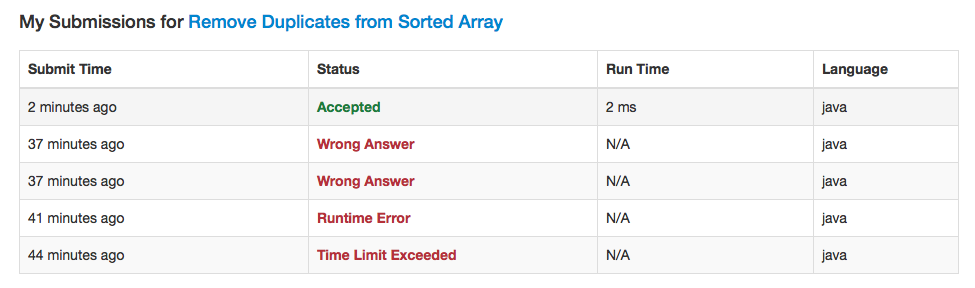 My Submissions for Remove Duplicates from Sorted Array
Submit Time Status Run Time Language
2 minutes ago Accepted 2 ms java
37 minutes ago Wrong Answer N/A java
37 minutes ago Wrong Answer N/A java
41 minutes ago Runtime Error N/A java
44 minutes ago Time Limit Exceeded N/A java